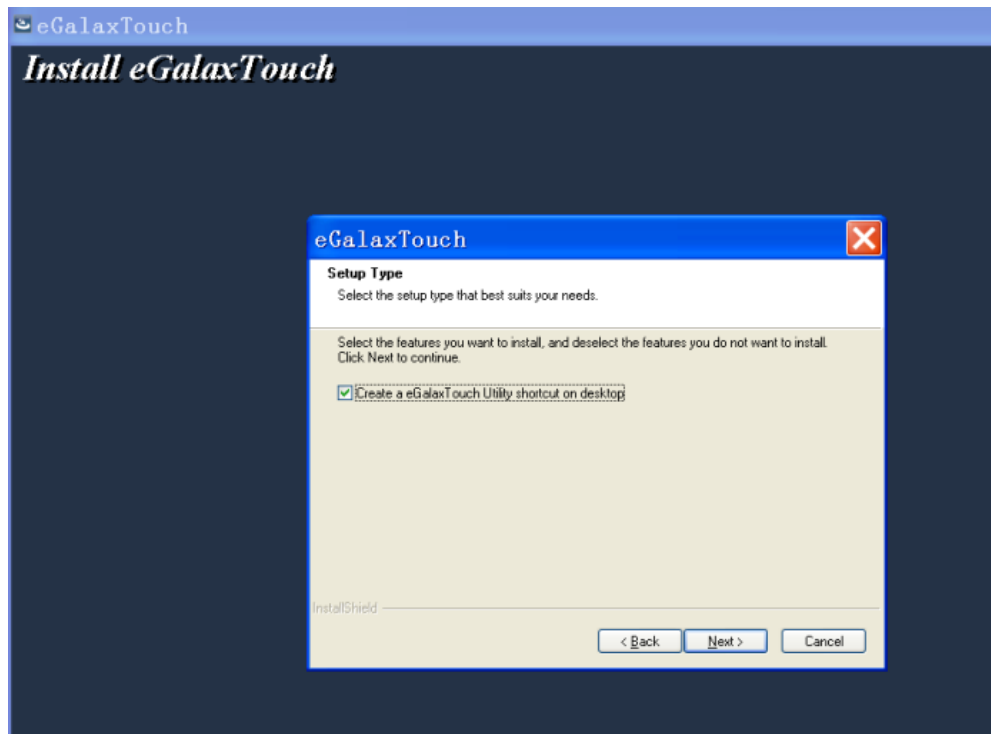 eGalaxTouch
Install eGalaxTouch
eGalaxTouch
Setup Type
Select the setup type that best suits your needs.
Select the features you want to install, and deselect the features you do not want to install.
Click Next to continue.
Create a eGalaxTouch Utility shortcut on desktop
InstallShield
< Back
Next >
Cancel